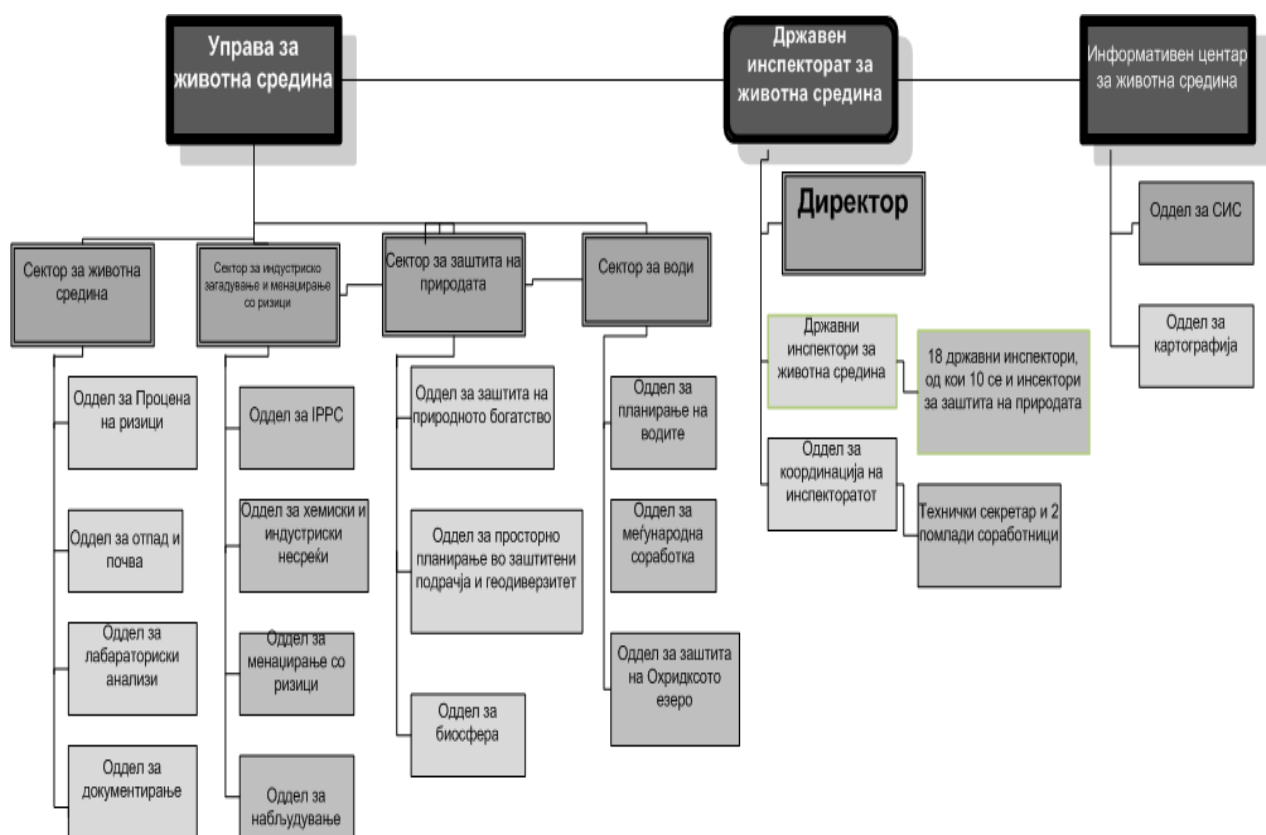 Управа за
животна средина
Државен
инспекторат за
животна средина
Информативен центар
за животна средина
Директор
Оддел за СИС
Сектор за животна
средина
Сектор за индустриско
загадување и менаџирање
со ризици
Сектор за заштита на
природата
Сектор за води
Државни
инспектори за
животна средина
18 државни инспектори,
од кои 10 се и инсектори
за заштита на природата
Оддел за
картографија
Оддел за Процена
на ризици
Оддел за IPPC
Оддел за заштита на
природното богатство
Оддел за
планирање на
водите
Оддел за
координација на
инспекторатот
Технички секретар и 2
помлади соработници
Оддел за отпад и
почва
Оддел за хемиски и
индустриски
несреќи
Оддел за просторно
планирање во заштитени
подрачја и геодиверзитет
Оддел за
меѓународна
соработка
Оддел за
лабараториски
анализи
Оддел за
менаџирање со
ризици
Оддел за
биосфера
Оддел за заштита
на Охридксото
езеро
Оддел за
документирање
Оддел за
набљудување